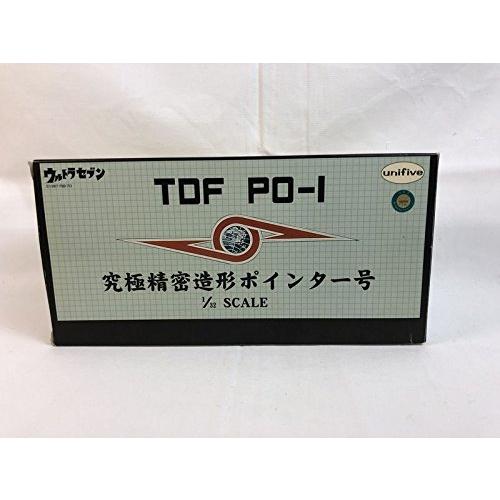 ウルトラセブン
unifive
TDF PO-1
究極精密造形ポインター号
1/32 SCALE